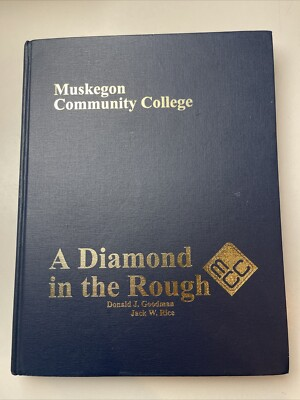 Muskegon
Community College
A Diamond
in the Rough
MCC
Donald J. Goodman
Jack W. Rice